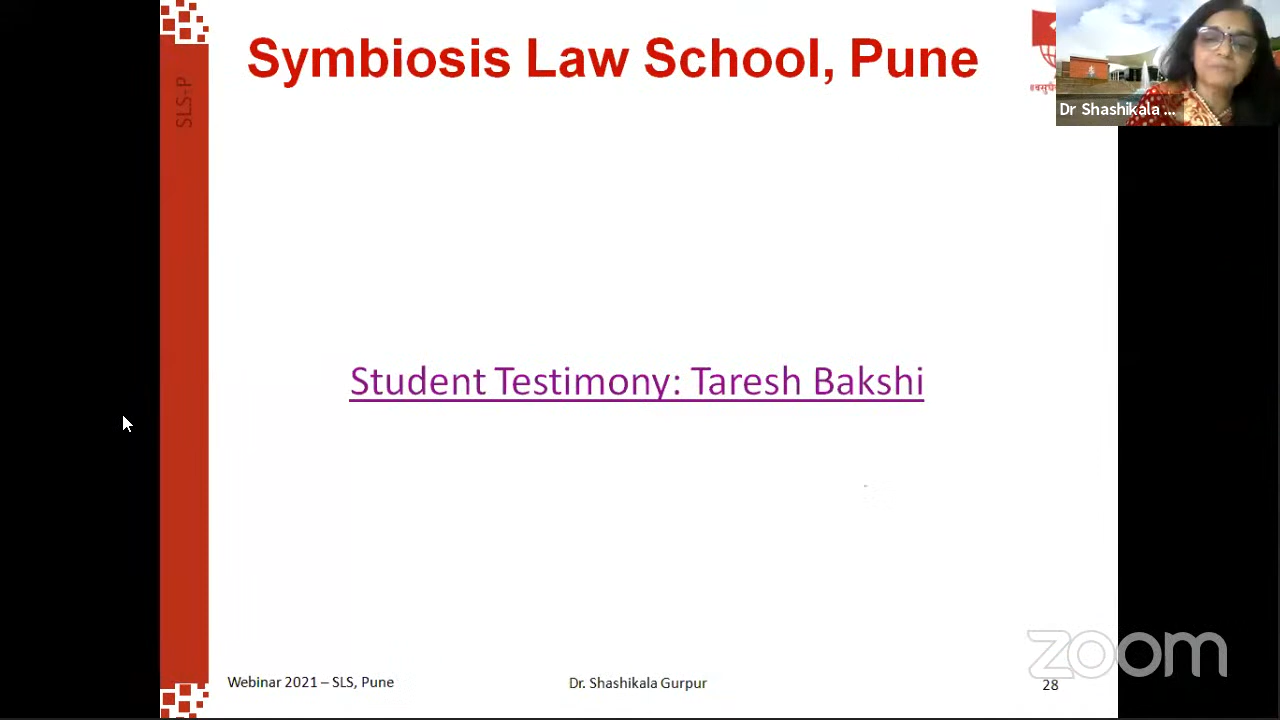 Symbiosis Law School, Pune
SLS-P
Dr Shashikala ...
Student Testimony: Taresh Bakshi
Webinar 2021 – SLS, Pune
Dr. Shashikala Gurpur
28
zoom